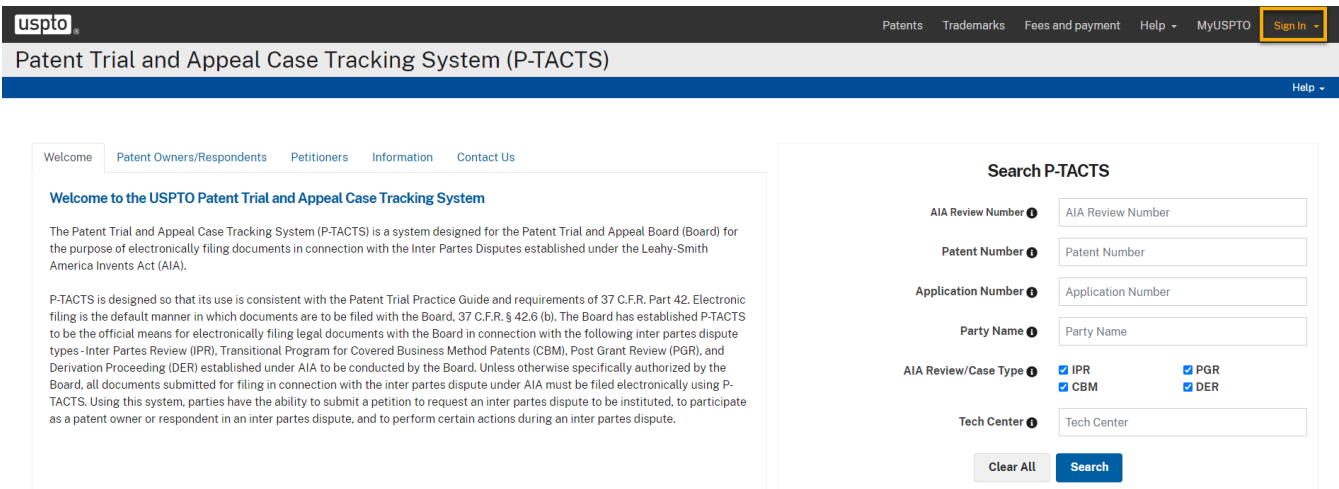 uspto®
Patents Trademarks Fees and payment Help MyUSPTO Sign In
Patent Trial and Appeal Case Tracking System (P-TACTS)
Help
Welcome Patent Owners/Respondents Petitioners Information Contact Us
Welcome to the USPTO Patent Trial and Appeal Case Tracking System
The Patent Trial and Appeal Case Tracking System (P-TACTS) is a system designed for the Patent Trial and Appeal Board (Board) for
the purpose of electronically filing documents in connection with the Inter Partes Disputes established under the Leahy-Smith
America Invents Act (AIA).
P-TACTS is designed so that its use is consistent with the Patent Trial Practice Guide and requirements of 37 C.F.R. Part 42. Electronic
filing is the default manner in which documents are to be filed with the Board, 37 C.F.R. § 42.6 (b). The Board has established P-TACTS
to be the official means for electronically filing legal documents with the Board in connection with the following inter partes dispute
types - Inter Partes Review (IPR), Transitional Program for Covered Business Method Patents (CBM), Post Grant Review (PGR), and
Derivation Proceeding (DER) established under AIA to be conducted by the Board. Unless otherwise specifically authorized by the
Board, all documents submitted for filing in connection with the inter partes dispute under AIA must be filed electronically using P-
TACTS. Using this system, parties have the ability to submit a petition to request an inter partes dispute to be instituted, to participate
as a patent owner or respondent in an inter partes dispute, and to perform certain actions during an inter partes dispute.
Search P-TACTS
AIA Review Number AIA Review Number
Patent Number Patent Number
Application Number Application Number
Party Name Party Name
AIA Review/Case Type IPR PGR
CBM DER
Tech Center Tech Center
Clear All Search